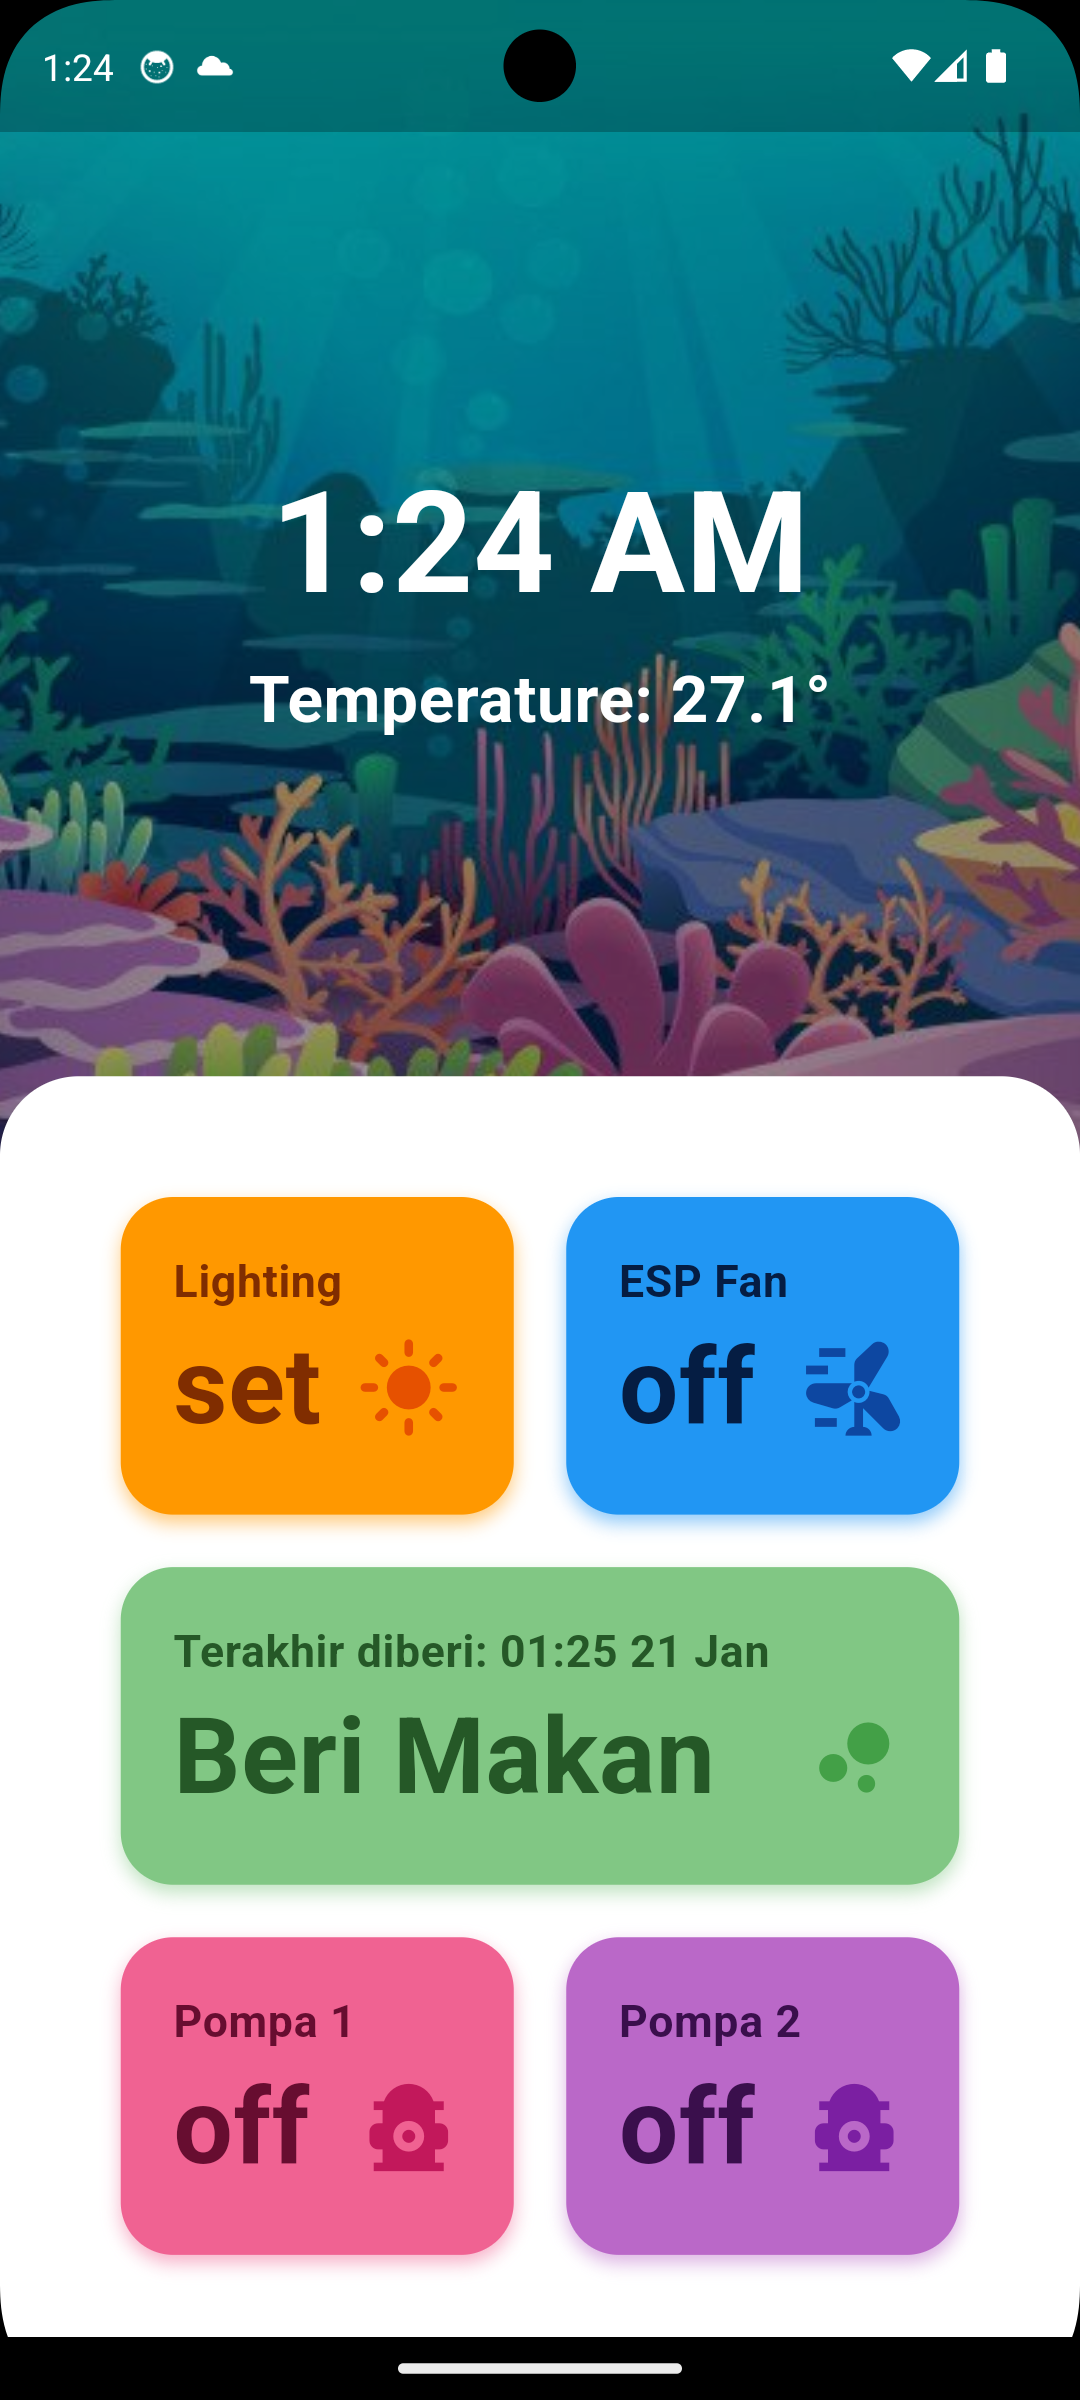 1:24
1:24 AM
Temperature: 27.1°
Lighting
set
ESP Fan
off
Terakhir diberi: 01:25 21 Jan
Beri Makan
Pompa 1
off
Pompa 2
off